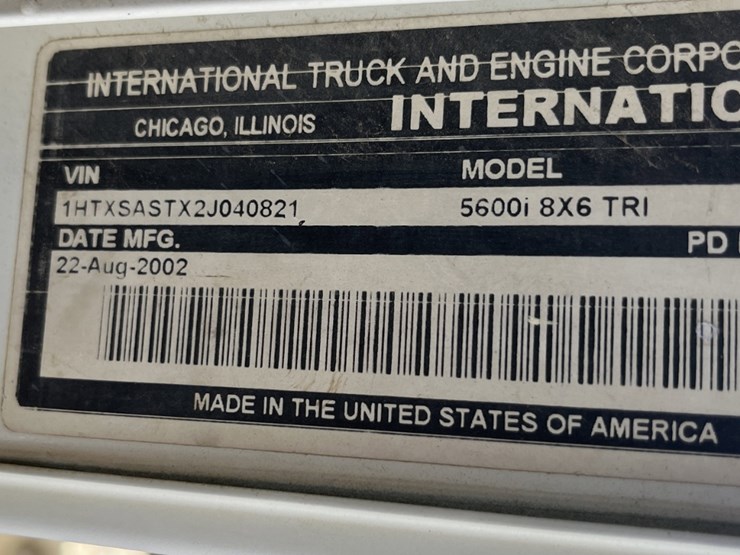 INTERNATIONAL TRUCK AND ENGINE CORPO
CHICAGO, ILLINOIS INTERNATIO
VIN MODEL
1HTXSASTX2J040821 5600i 8X6 TRI
DATE MFG. PD
22-Aug-2002
MADE IN THE UNITED STATES OF AMERICA